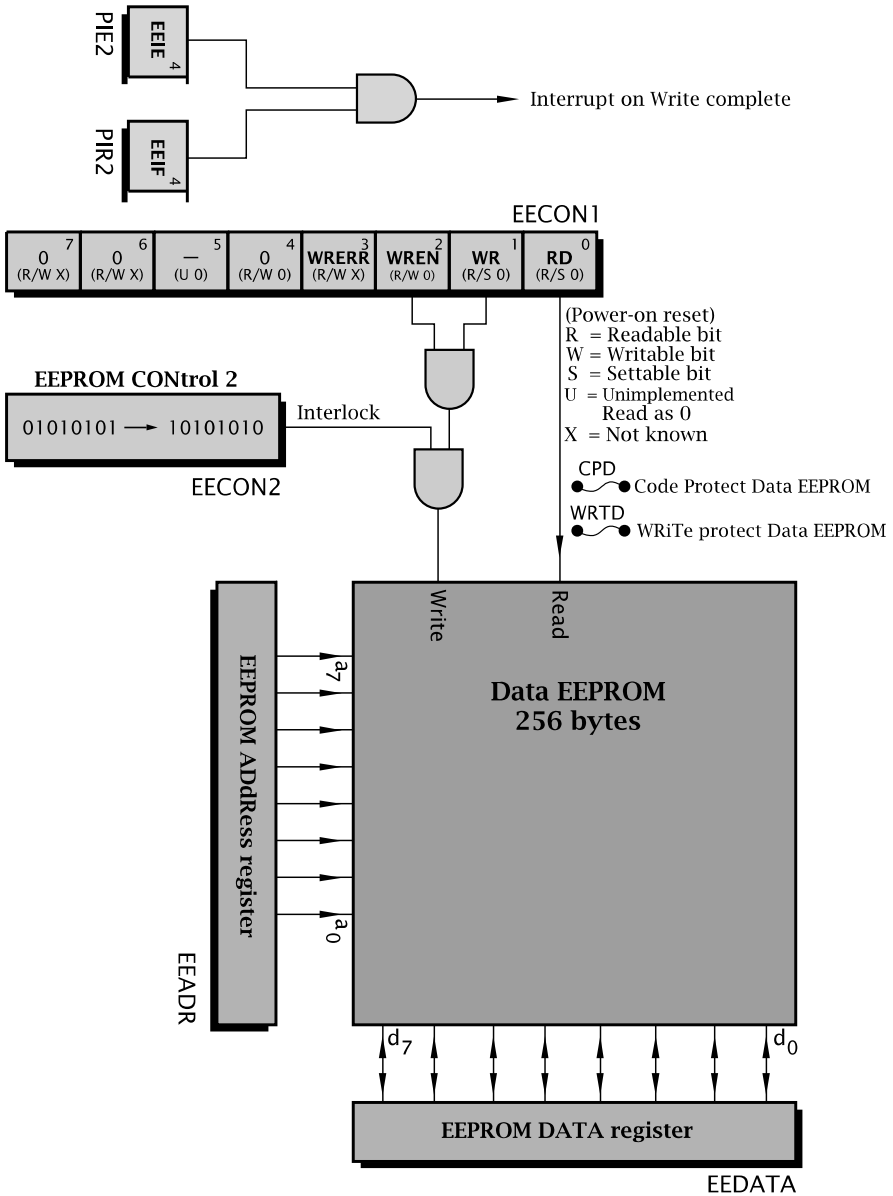 PIE2
EEIE
4
Interrupt on Write complete
PIR2
EEIF
4
EECON1
7 6 5 4 3 2 1 0
0 0 — 0 WRERR WREN WR RD
(R/W X) (R/W X) (U 0) (R/W 0) (R/W X) (R/W 0) (R/S 0) (R/S 0)
(Power-on reset)
R = Readable bit
W = Writable bit
S = Settable bit
U = Unimplemented
Read as 0
X = Not known
EEPROM CONtrol 2
01010101 → 10101010
Interlock
EECON2
CPD
Code Protect Data EEPROM
WRTD
WRiTe protect Data EEPROM
Write
Read
Data EEPROM
256 bytes
a7
a0
EEPROM ADdRess register
EEADR
d7
d0
EEPROM DATA register
EEDATA